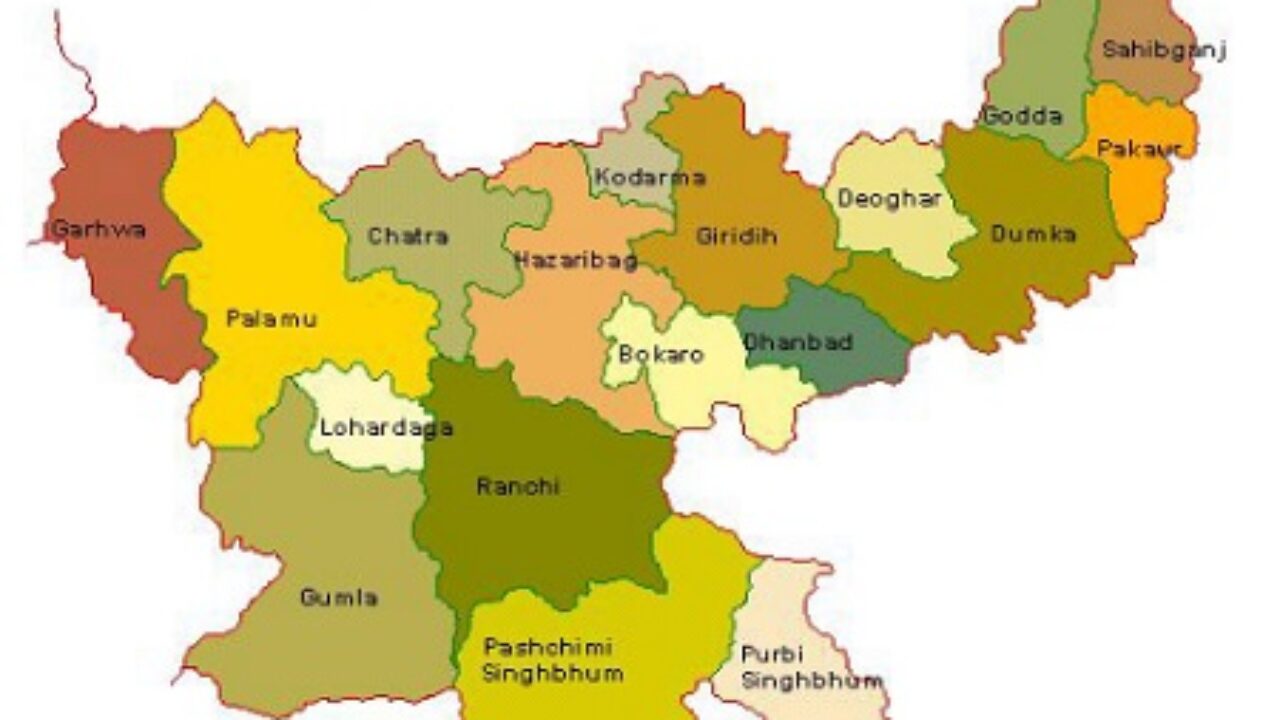 Sahibganj
Godda
Pakaur
Kodarma
Deoghar
Garhwa
Chatra
Giridih
Dumka
Hazaribag
Palamu
Dhanbad
Bokaro
Lohardaga
Ranchi
Gumla
Pashchimi
Singhbhum
Purbi
Singhbhum